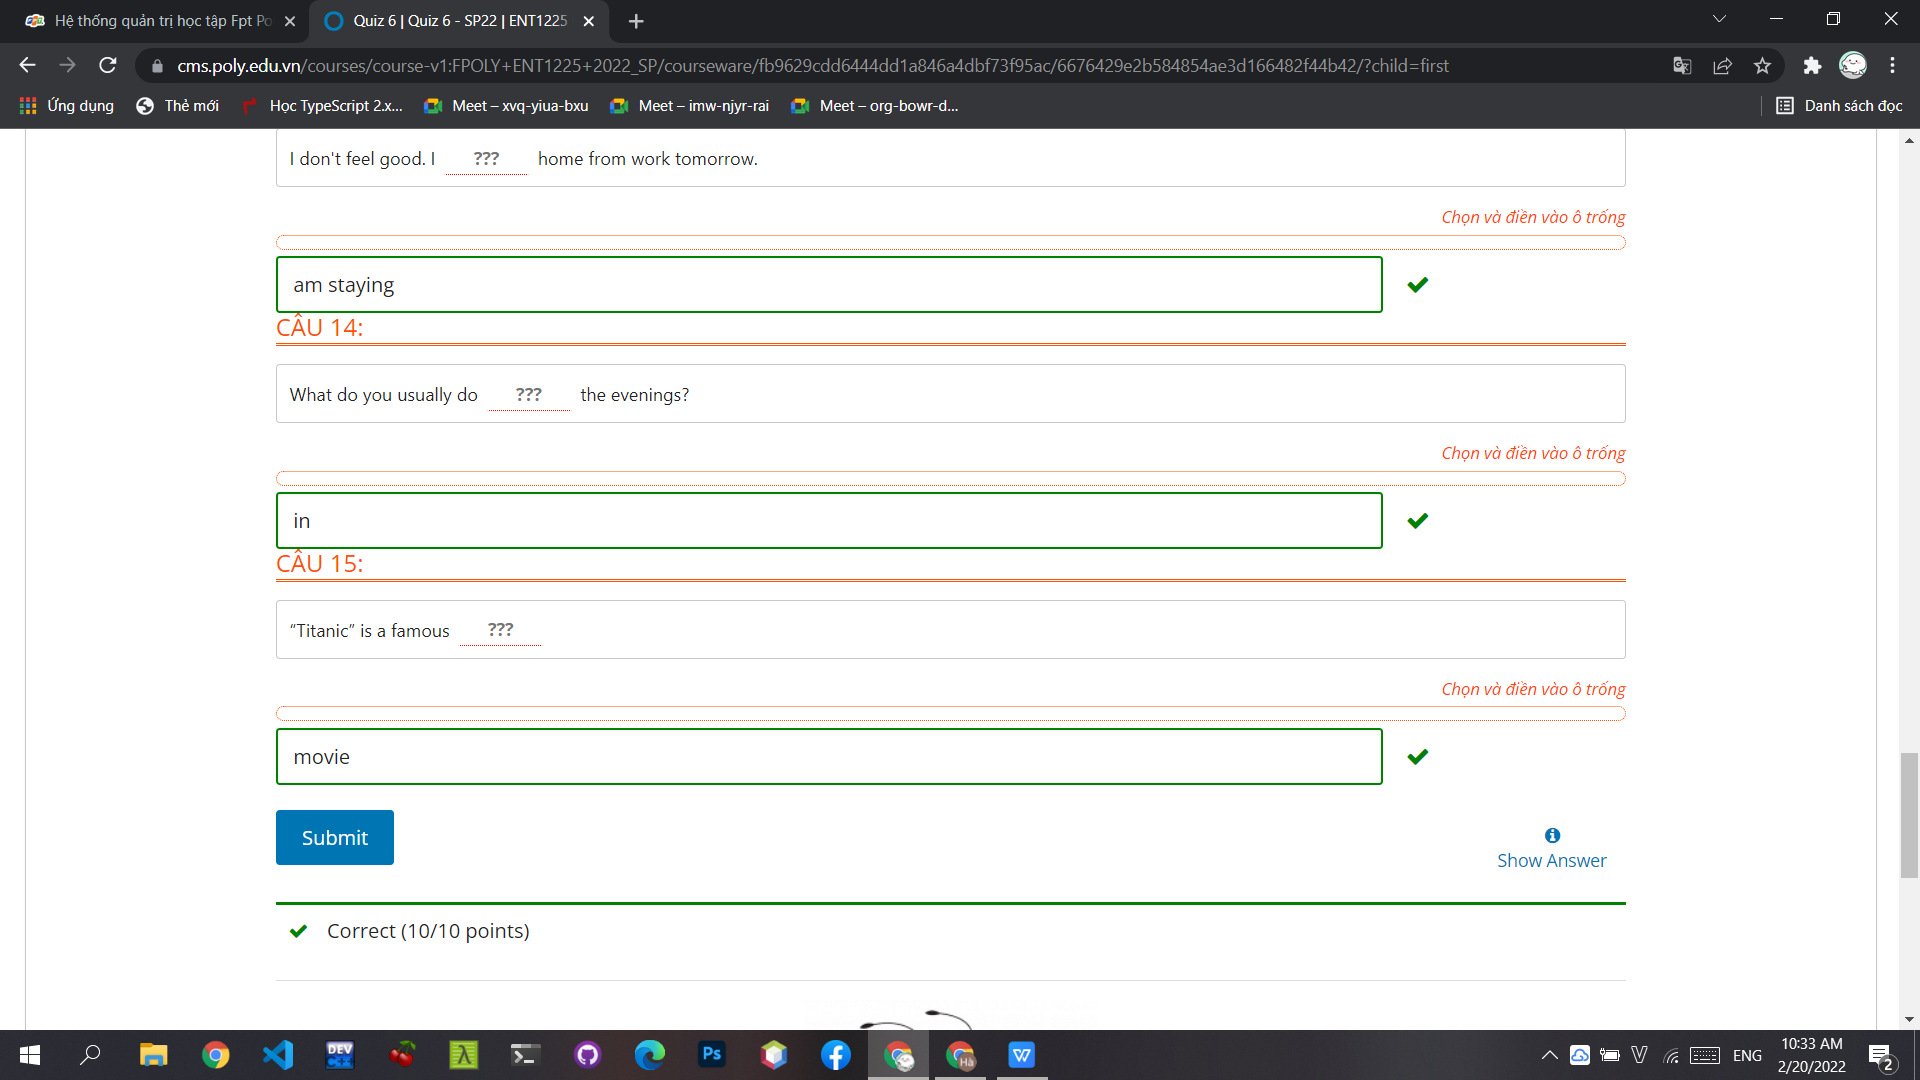 Hệ thống quản trị học tập Fpt Po
Quiz 6 | Quiz 6 - SP22 | ENT1225
cms.poly.edu.vn/courses/course-v1:FPOLY+ENT1225+2022_SP/courseware/fb9629cdd6444dd1a846a4dbf73f95ac/6676429e2b584854ae3d166482f44b42/?child=first
Ứng dụng
Thẻ mới
Học TypeScript 2.x...
Meet – xvq-yiua-bxu
Meet – imw-njyr-rai
Meet – org-bowr-d...
Danh sách đọc
I don't feel good. I ??? home from work tomorrow.
Chọn và điền vào ô trống
am staying
CÂU 14:
What do you usually do ??? the evenings?
Chọn và điền vào ô trống
in
CÂU 15:
“Titanic” is a famous ???
Chọn và điền vào ô trống
movie
Submit
Show Answer
Correct (10/10 points)
DEV C++
Ps
Hà
W
ENG
10:33 AM
2/20/2022
2